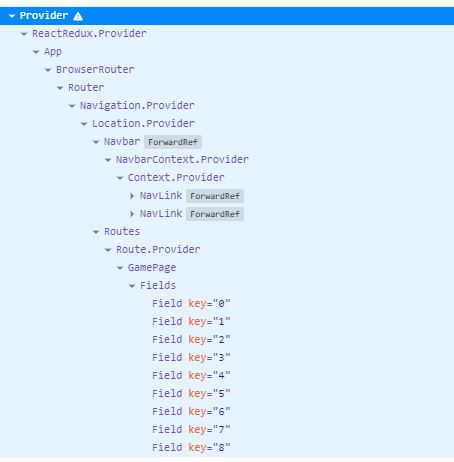 Provider
ReactRedux.Provider
App
BrowserRouter
Router
Navigation.Provider
Location.Provider
Navbar ForwardRef
NavbarContext.Provider
Context.Provider
NavLink ForwardRef
NavLink ForwardRef
Routes
Route.Provider
GamePage
Fields
Field key="0"
Field key="1"
Field key="2"
Field key="3"
Field key="4"
Field key="5"
Field key="6"
Field key="7"
Field key="8"